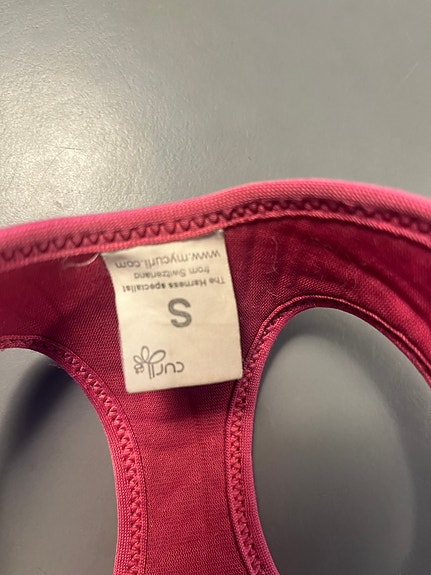 curli
S
The Harness specialist
from Switzerland
www.mycurli.com